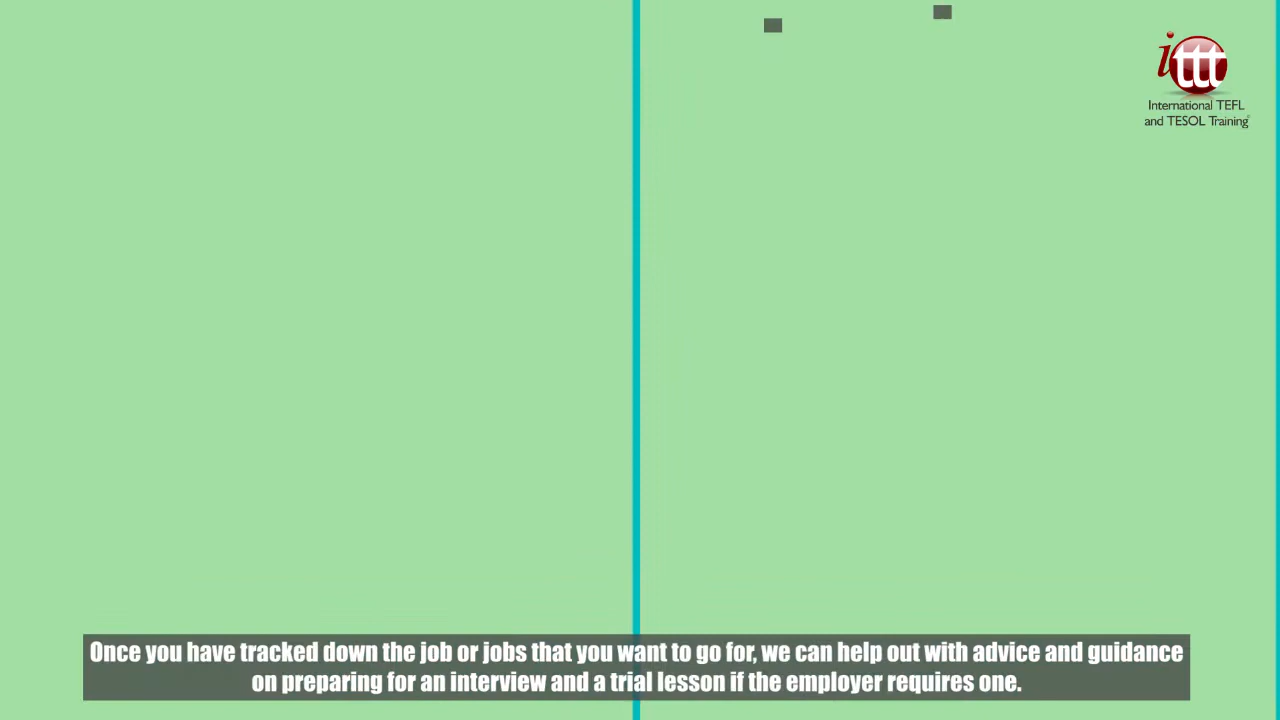 ittt
International TEFL
and TESOL Training
Once you have tracked down the job or jobs that you want to go for, we can help out with advice and guidance
on preparing for an interview and a trial lesson if the employer requires one.